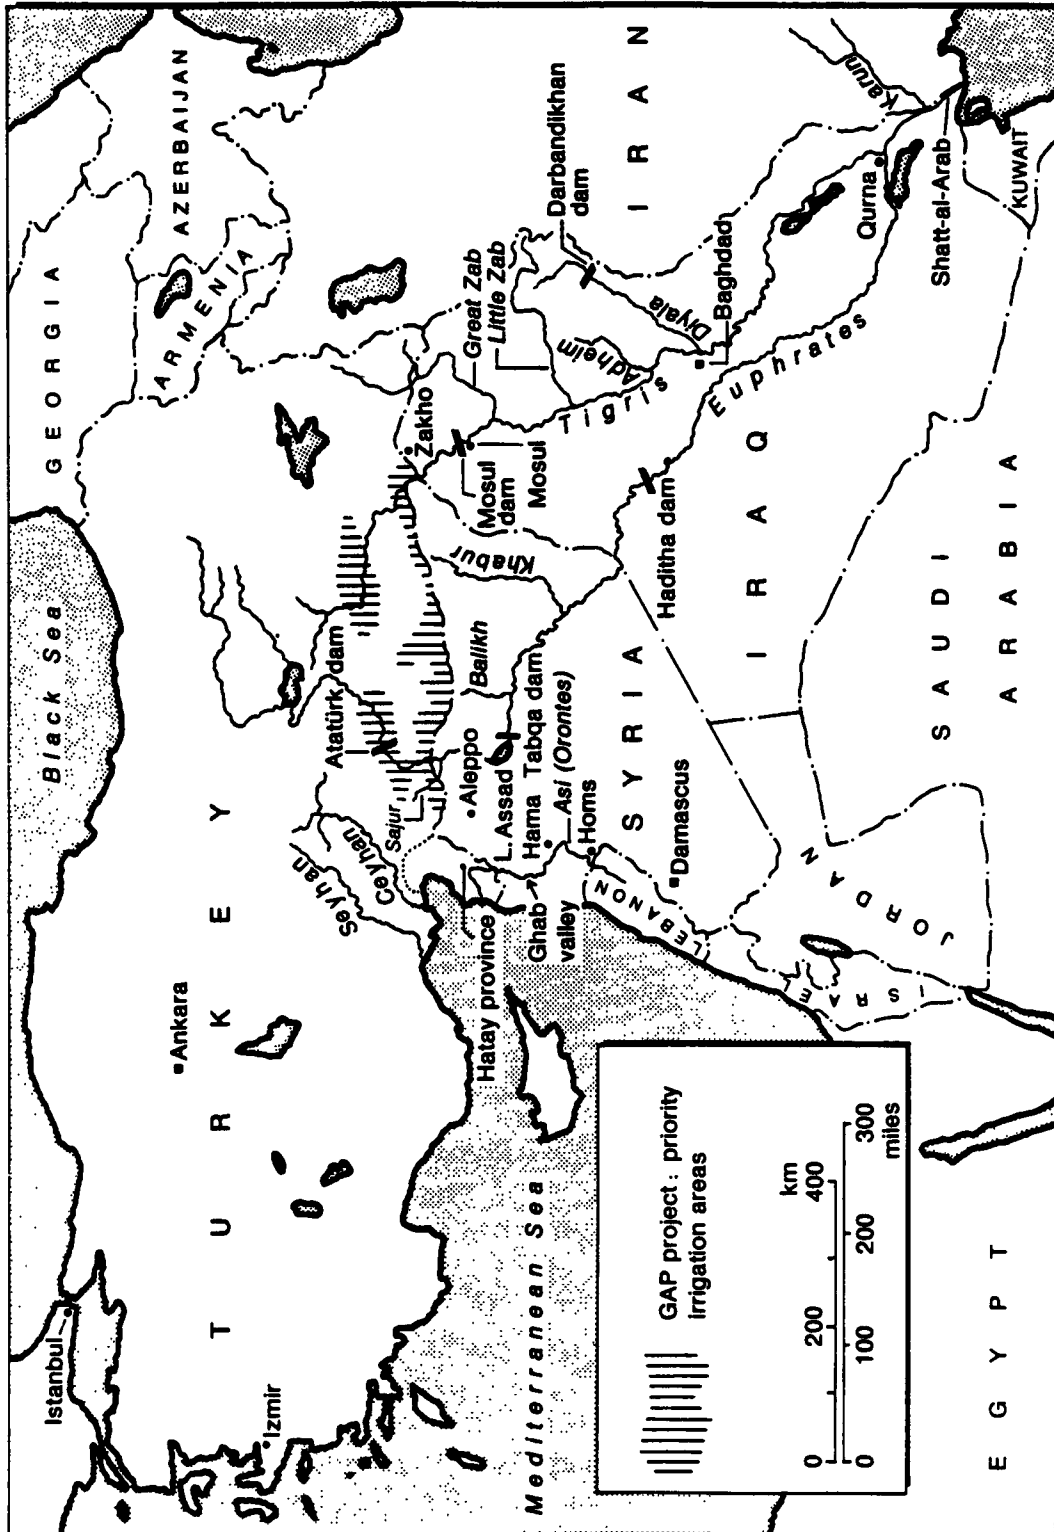 Black Sea
GEORGIA
AZERBAIJAN
ARMENIA
Istanbul
Ankara
Izmir
TURKEY
Seyhan
Ceyhan
Atatürk dam
Sajur
Aleppo
Balikh
Khabur
Zakho
Great Zab
Little Zab
Mosul
dam
Mosul
Tigris
Adheim
Diyala
Darbandikhan
dam
IRAN
Hatay province
L. Assad
Hama
Tabqa dam
Ghab
valley
Asi (Orontes)
Homs
SYRIA
Haditha dam
Baghdad
Euphrates
Mediterranean Sea
LEBANON
Damascus
IRAQ
Qurna
Karun
Shatt-al-Arab
KUWAIT
ISRAEL
JORDAN
SAUDI
ARABIA
EGYPT
GAP project : priority
irrigation areas
km
0 200 400
0 100 200 300
miles